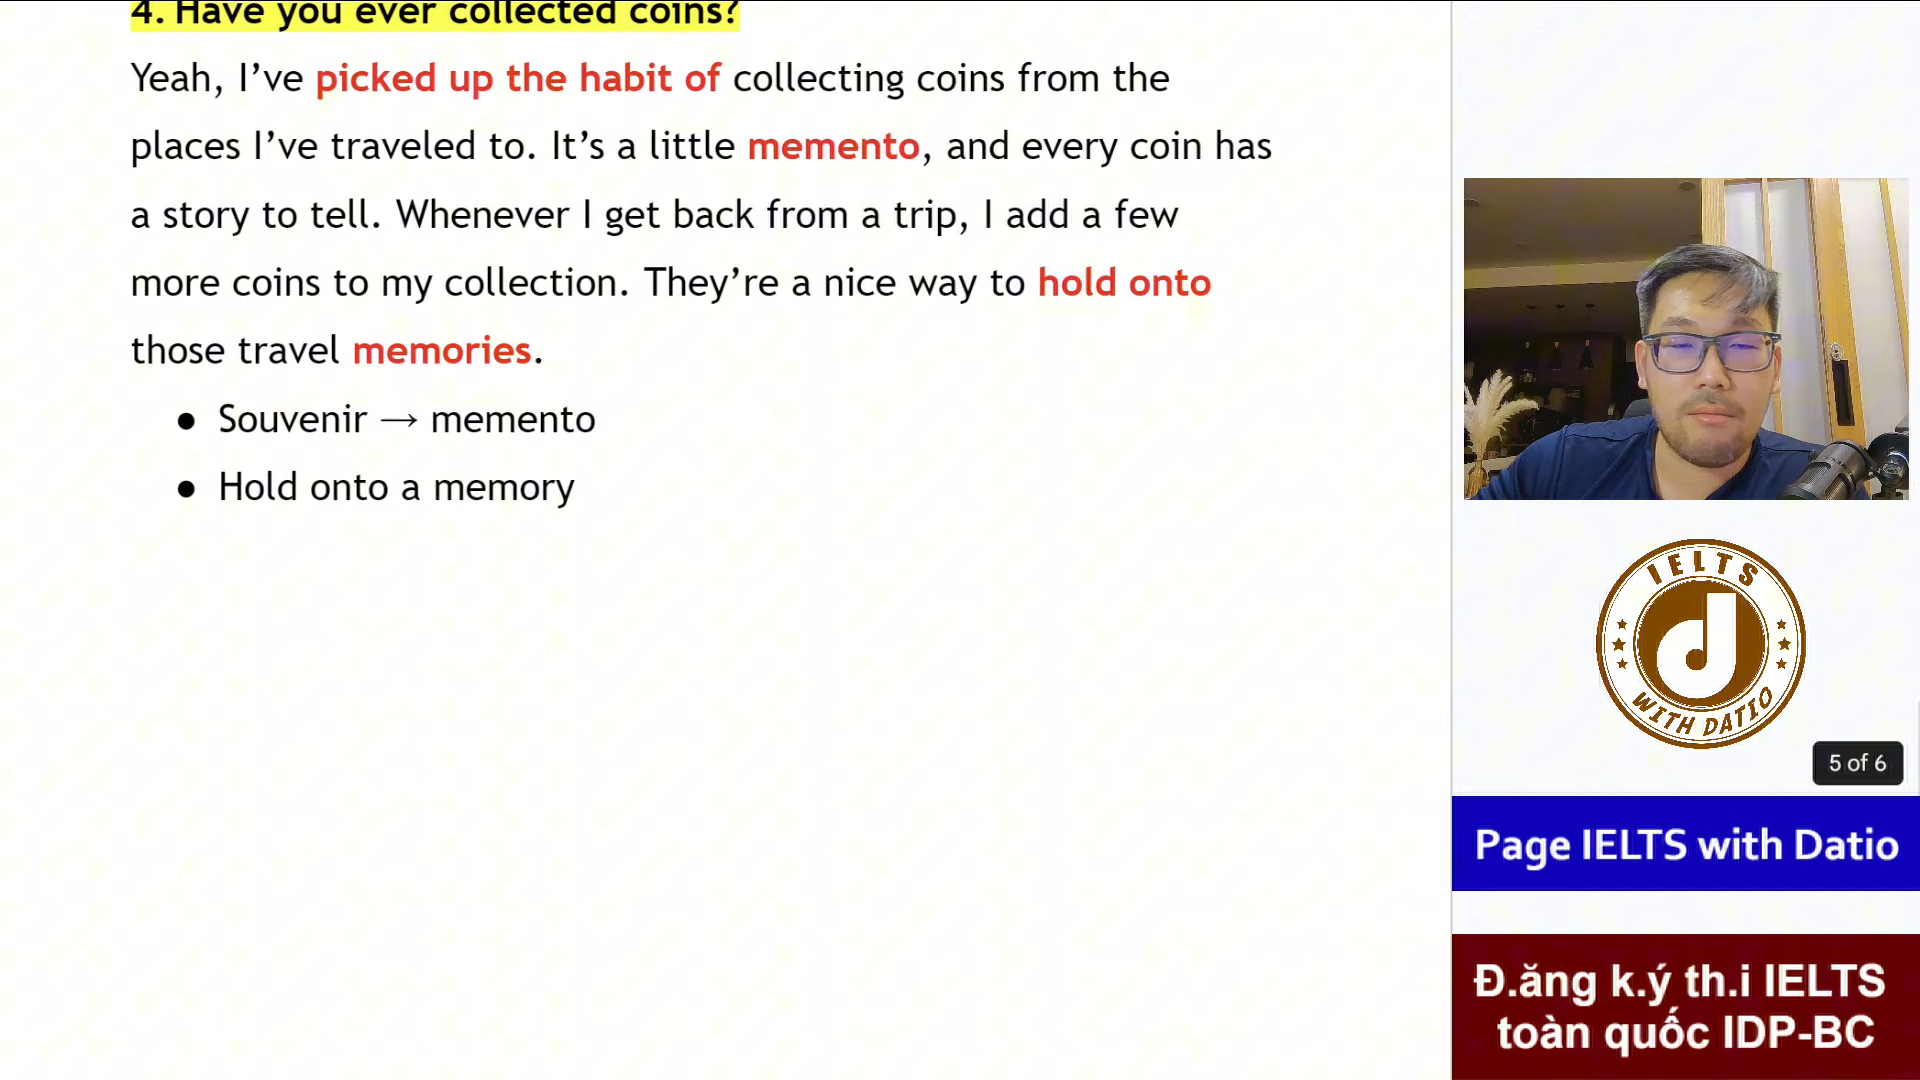 4. Have you ever collected coins?
Yeah, I’ve picked up the habit of collecting coins from the
places I’ve traveled to. It’s a little memento, and every coin has
a story to tell. Whenever I get back from a trip, I add a few
more coins to my collection. They’re a nice way to hold onto
those travel memories.
● Souvenir → memento
● Hold onto a memory
IELTS
WITH DATIO
5 of 6
Page IELTS with Datio
Đ.ăng k.ý th.i IELTS
toàn quốc IDP-BC